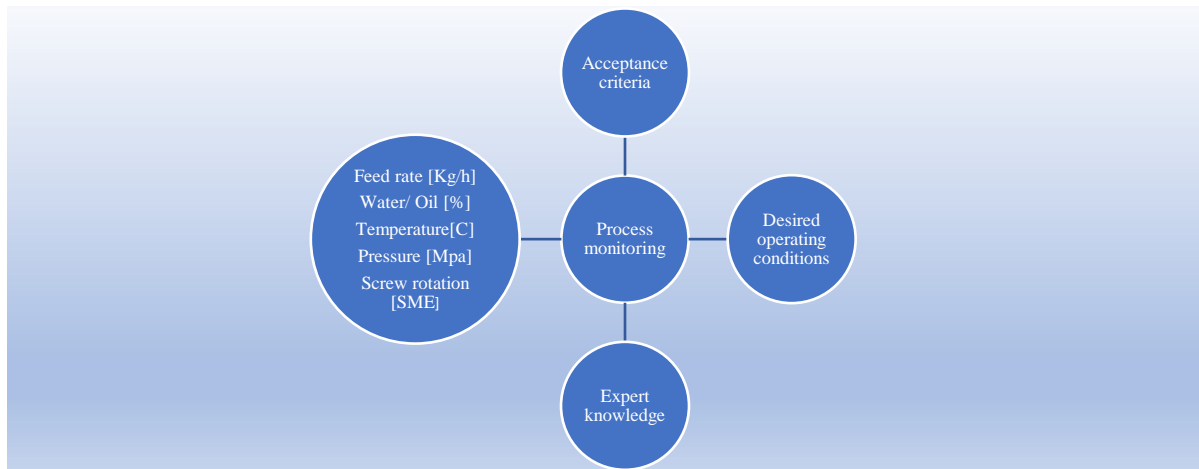 Acceptance
criteria
Feed rate [Kg/h]
Water/ Oil [%]
Temperature[C]
Pressure [Mpa]
Screw rotation
[SME]
Process
monitoring
Desired
operating
conditions
Expert
knowledge